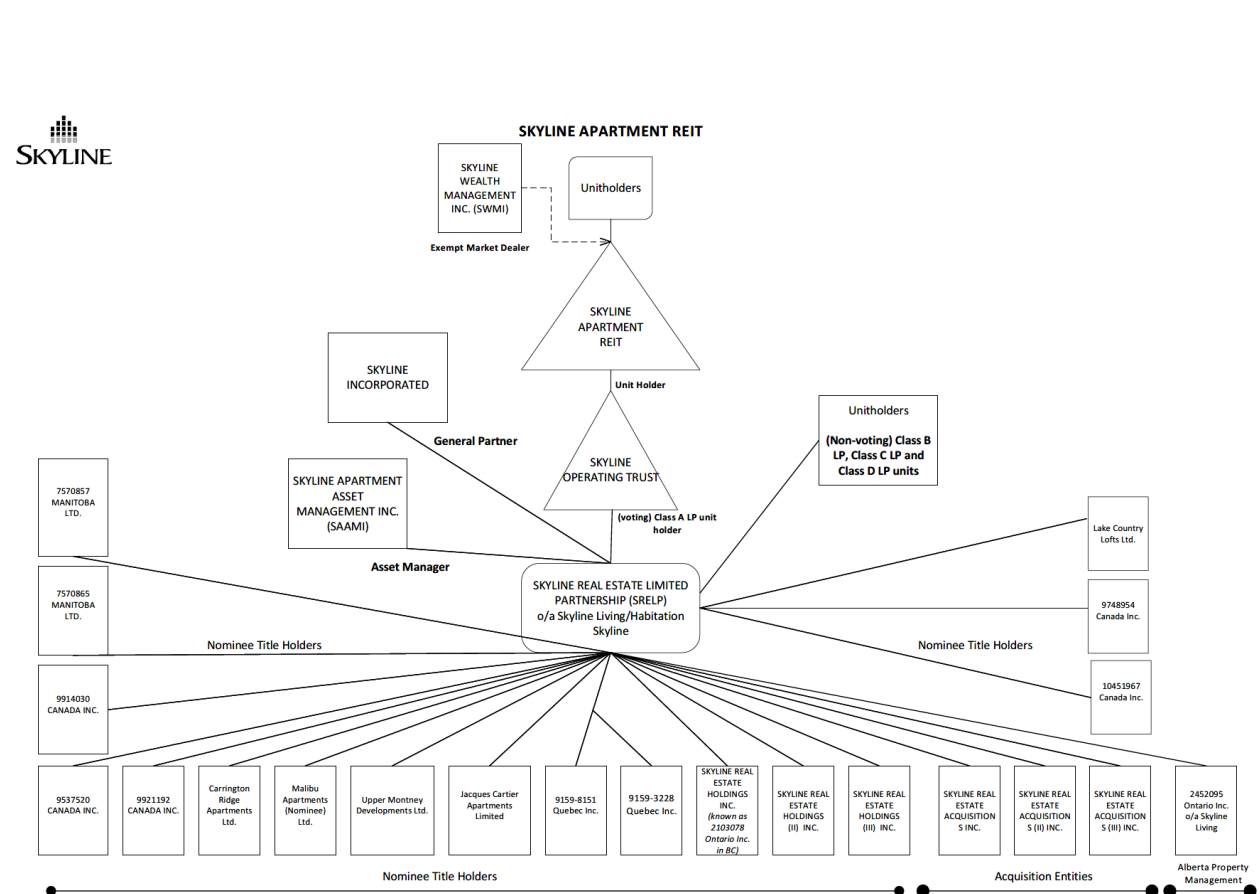 SKYLINE
SKYLINE APARTMENT REIT
SKYLINE
WEALTH
MANAGEMENT
INC. (SWMI)
Unitholders
Exempt Market Dealer
SKYLINE
APARTMENT
REIT
SKYLINE
INCORPORATED
Unit Holder
General Partner
Unitholders
(Non-voting) Class B
LP, Class C LP and
Class D LP units
SKYLINE
OPERATING TRUST
SKYLINE APARTMENT
ASSET
MANAGEMENT INC.
(SAAMI)
(voting) Class A LP unit
holder
Asset Manager
7570857
MANITOBA
LTD.
7570865
MANITOBA
LTD.
SKYLINE REAL ESTATE LIMITED
PARTNERSHIP (SRELP)
o/a Skyline Living/Habitation
Skyline
Lake Country
Lofts Ltd.
9748954
Canada Inc.
Nominee Title Holders
Nominee Title Holders
9914030
CANADA INC.
10451967
Canada Inc.
9537520
CANADA INC.
9921192
CANADA INC.
Carrington
Ridge
Apartments
Ltd.
Malibu
Apartments
(Nominee)
Ltd.
Upper Montney
Developments Ltd.
Jacques Cartier
Apartments
Limited
9159-8151
Quebec Inc.
9159-3228
Quebec Inc.
SKYLINE REAL
ESTATE
HOLDINGS
INC.
(known as
2103078
Ontario Inc.
in BC)
SKYLINE REAL
ESTATE
HOLDINGS
(II) INC.
SKYLINE REAL
ESTATE
HOLDINGS
(III) INC.
SKYLINE REAL
ESTATE
ACQUISITION
S INC.
SKYLINE REAL
ESTATE
ACQUISITION
S (II) INC.
SKYLINE REAL
ESTATE
ACQUISITION
S (III) INC.
2452095
Ontario Inc.
o/a Skyline
Living
Nominee Title Holders
Acquisition Entities
Alberta Property
Management